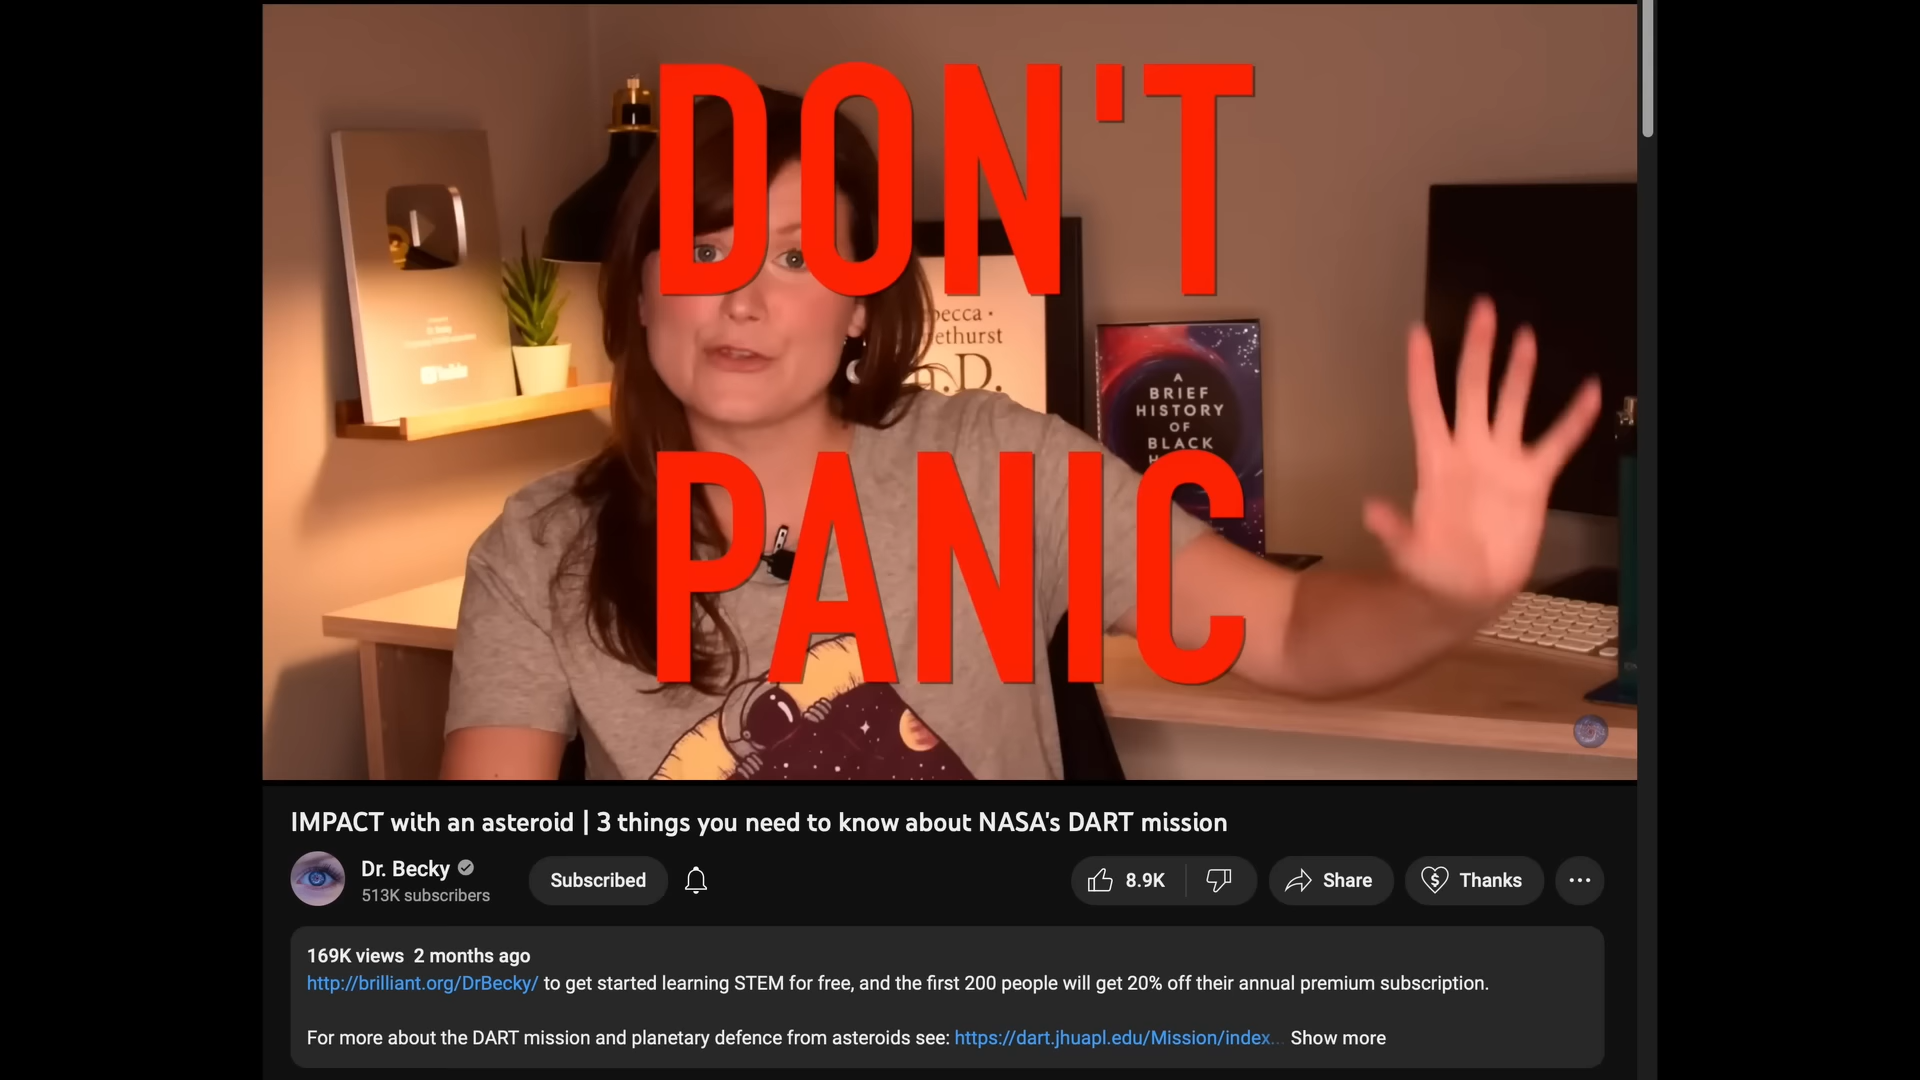 DON'T
PANIC
ecca ·
ethurst
.D.
A
BRIEF
HISTORY
OF
BLACK
YouTube
IMPACT with an asteroid | 3 things you need to know about NASA's DART mission
Dr. Becky
513K subscribers
Subscribed
8.9K
Share
Thanks
169K views 2 months ago
http://brilliant.org/DrBecky/ to get started learning STEM for free, and the first 200 people will get 20% off their annual premium subscription.
For more about the DART mission and planetary defence from asteroids see: https://dart.jhuapl.edu/Mission/index... Show more